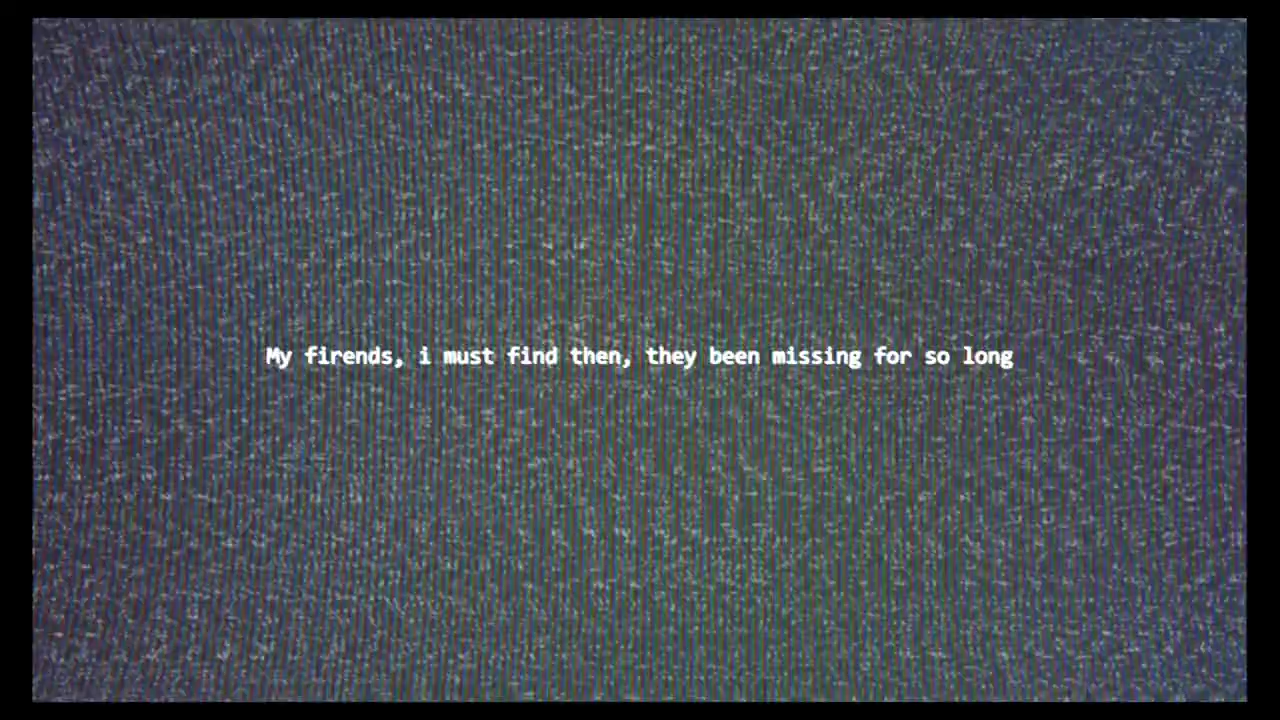 My firends, i must find then, they been missing for so long